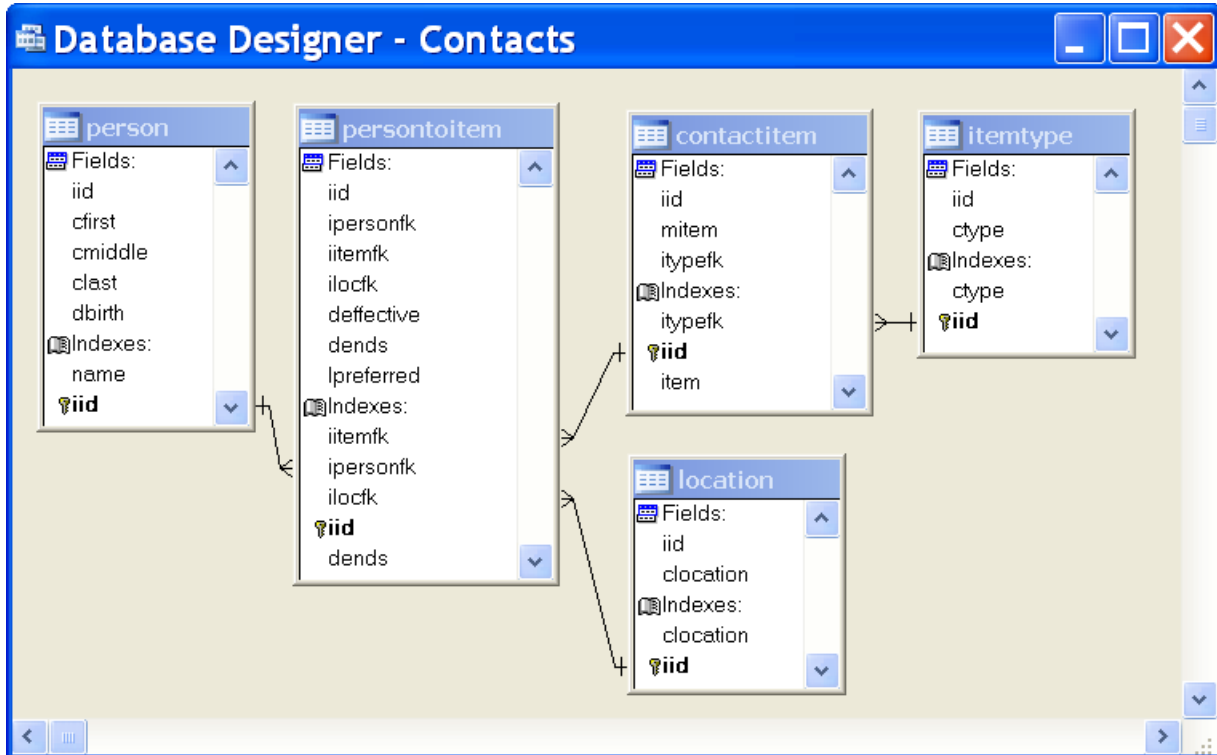 Database Designer - Contacts
person
Fields:
iid
cfirst
cmiddle
clast
dbirth
Indexes:
name
iid
persontoitem
Fields:
iid
ipersonfk
iitemfk
ilocfk
deffective
dends
lpreferred
Indexes:
iitemfk
ipersonfk
ilocfk
iid
dends
contactitem
Fields:
iid
mitem
itypefk
Indexes:
itypefk
iid
item
itemtype
Fields:
iid
ctype
Indexes:
ctype
iid
location
Fields:
iid
clocation
Indexes:
clocation
iid